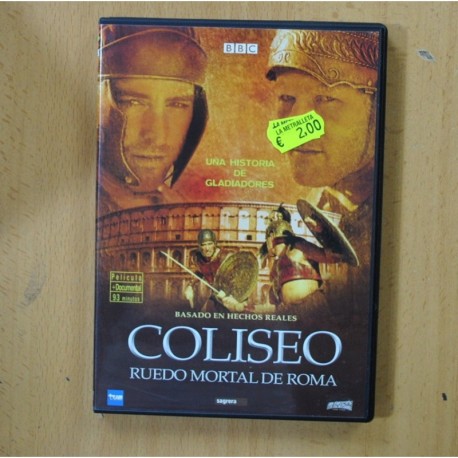 BBC
LA METRALLETA
€ 2,00
UNA HISTORIA
DE
GLADIADORES
Película
+Documental
93 minutos
BASADO EN HECHOS REALES
COLISEO
RUEDO MORTAL DE ROMA
sagrera